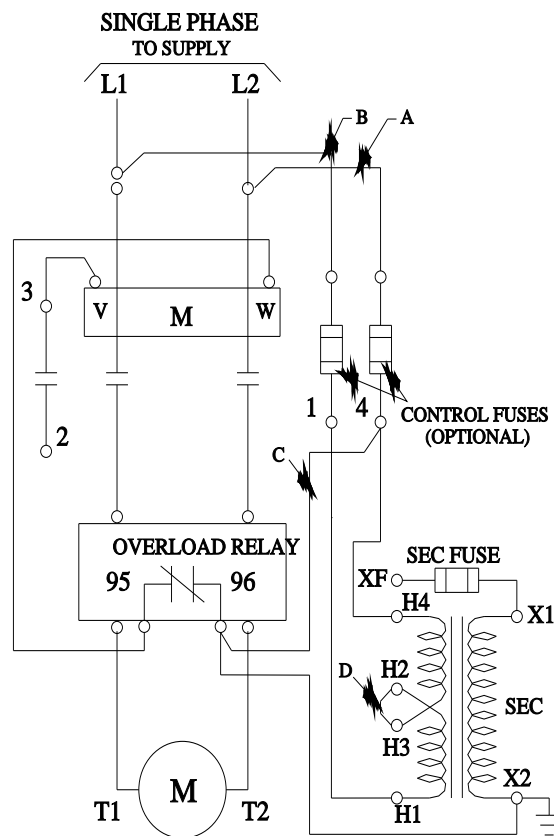 SINGLE PHASE
TO SUPPLY
L1 L2
B A
3 V M W
2
1 4 CONTROL FUSES
(OPTIONAL)
C
OVERLOAD RELAY
95 96
SEC FUSE
XF
H4 X1
D H2
SEC
H3
X2
H1
T1 M T2